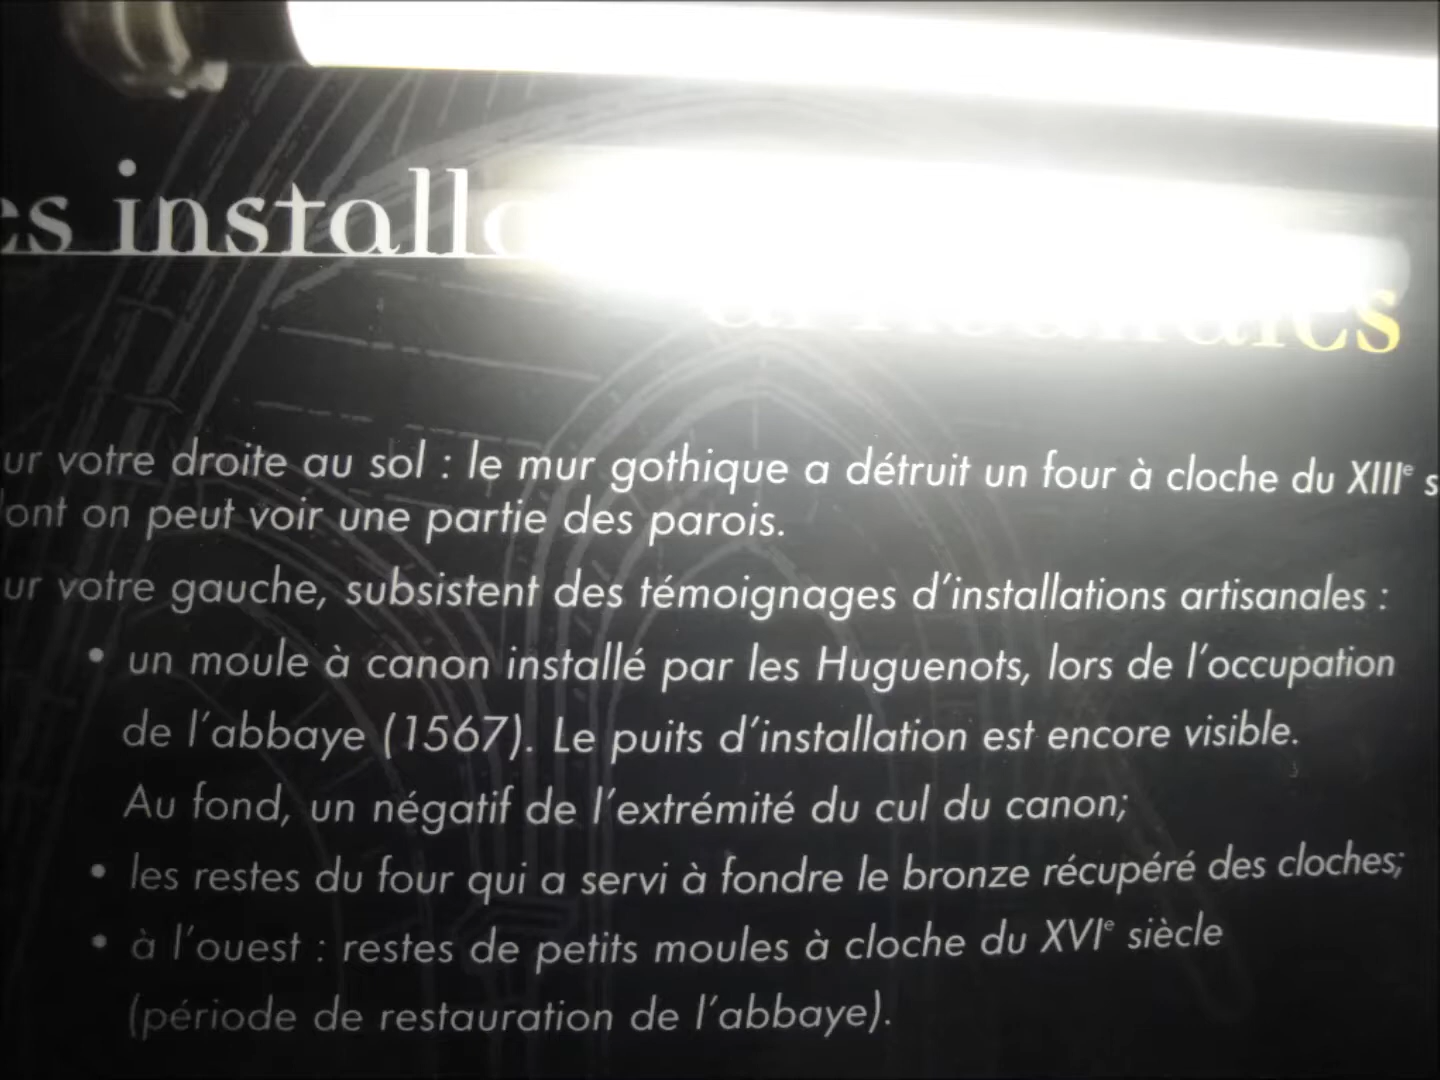 es install
artisanales
ur votre droite au sol : le mur gothique a détruit un four à cloche du XIIIe s
ont on peut voir une partie des parois.
ur votre gauche, subsistent des témoignages d'installations artisanales :
• un moule à canon installé par les Huguenots, lors de l'occupation
de l'abbaye (1567). Le puits d'installation est encore visible.
Au fond, un négatif de l'extrémité du cul du canon;
• les restes du four qui a servi à fondre le bronze récupéré des cloches;
• à l'ouest : restes de petits moules à cloche du XVIe siècle
(période de restauration de l'abbaye).